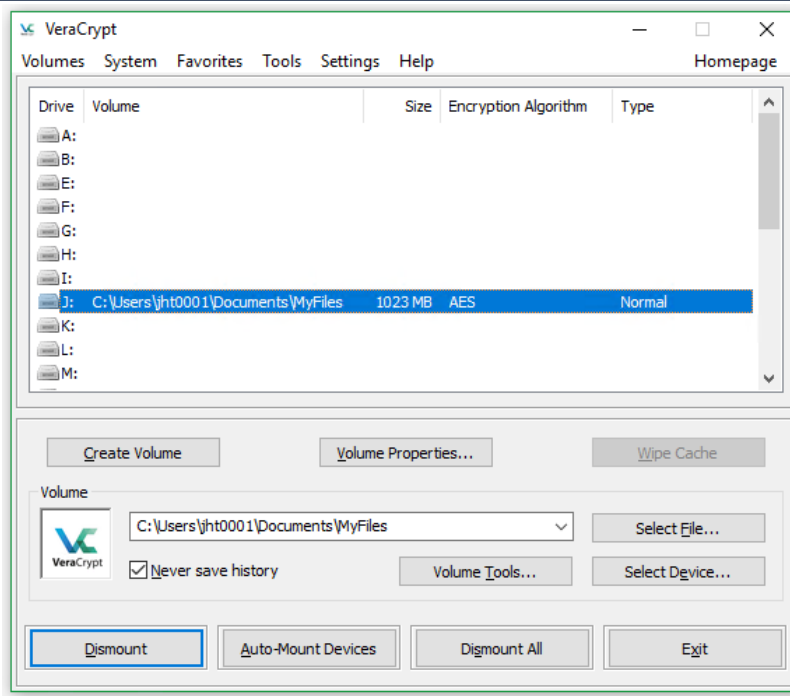 VeraCrypt
Volumes System Favorites Tools Settings Help Homepage
Drive Volume Size Encryption Algorithm Type
A:
B:
E:
F:
G:
H:
I:
J: C:\Users\jht0001\Documents\MyFiles 1023 MB AES Normal
K:
L:
M:
Create Volume Volume Properties... Wipe Cache
Volume
C:\Users\jht0001\Documents\MyFiles Select File...
VeraCrypt
Never save history Volume Tools... Select Device...
Dismount Auto-Mount Devices Dismount All Exit